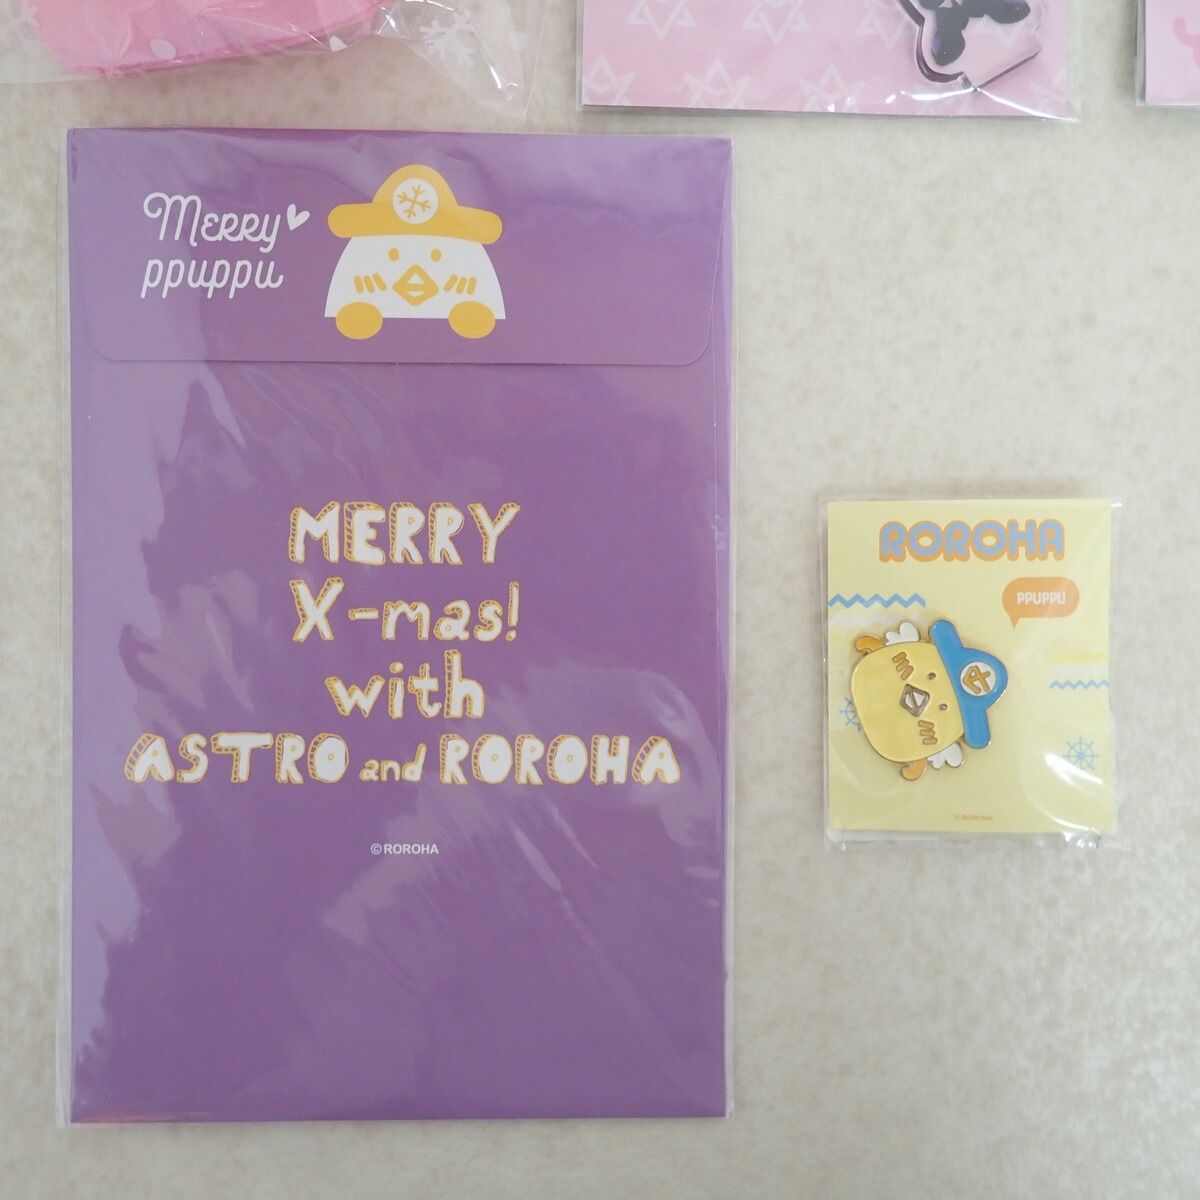 Merry
ppuppu
MERRY
X-mas!
with
ASTRO and ROROHA
©ROROHA
ROROHA
PPUPPU
©ROROHA